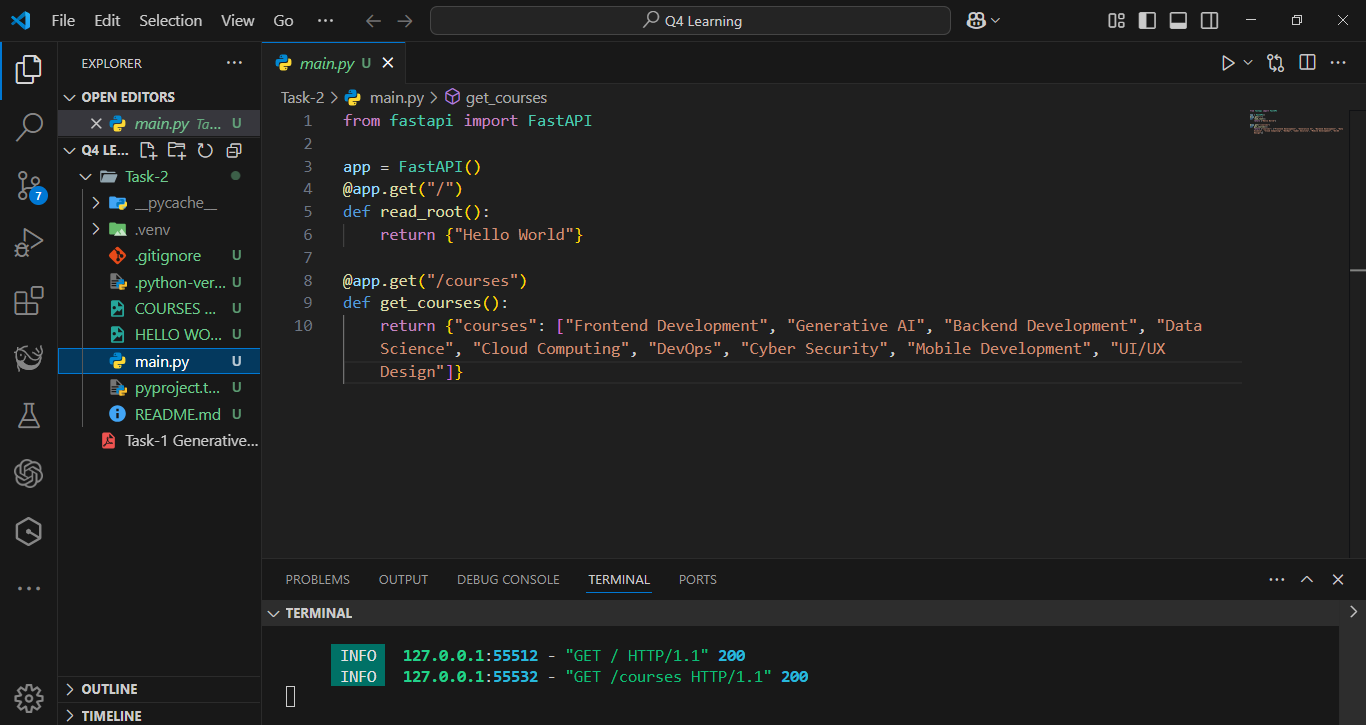 File Edit Selection View Go ··· Q4 Learning
EXPLORER ···
OPEN EDITORS
main.py Ta... U
Q4 LE...
Task-2
__pycache__
.venv
.gitignore U
.python-ver... U
COURSES ... U
HELLO WO... U
main.py U
pyproject.t... U
README.md U
Task-1 Generative...
OUTLINE
TIMELINE
7
main.py U
Task-2 > main.py > get_courses
1 from fastapi import FastAPI
2
3 app = FastAPI()
4 @app.get("/")
5 def read_root():
6 return {"Hello World"}
7
8 @app.get("/courses")
9 def get_courses():
10 return {"courses": ["Frontend Development", "Generative AI", "Backend Development", "Data
Science", "Cloud Computing", "DevOps", "Cyber Security", "Mobile Development", "UI/UX
Design"]}
PROBLEMS OUTPUT DEBUG CONSOLE TERMINAL PORTS
TERMINAL
INFO 127.0.0.1:55512 - "GET / HTTP/1.1" 200
INFO 127.0.0.1:55532 - "GET /courses HTTP/1.1" 200